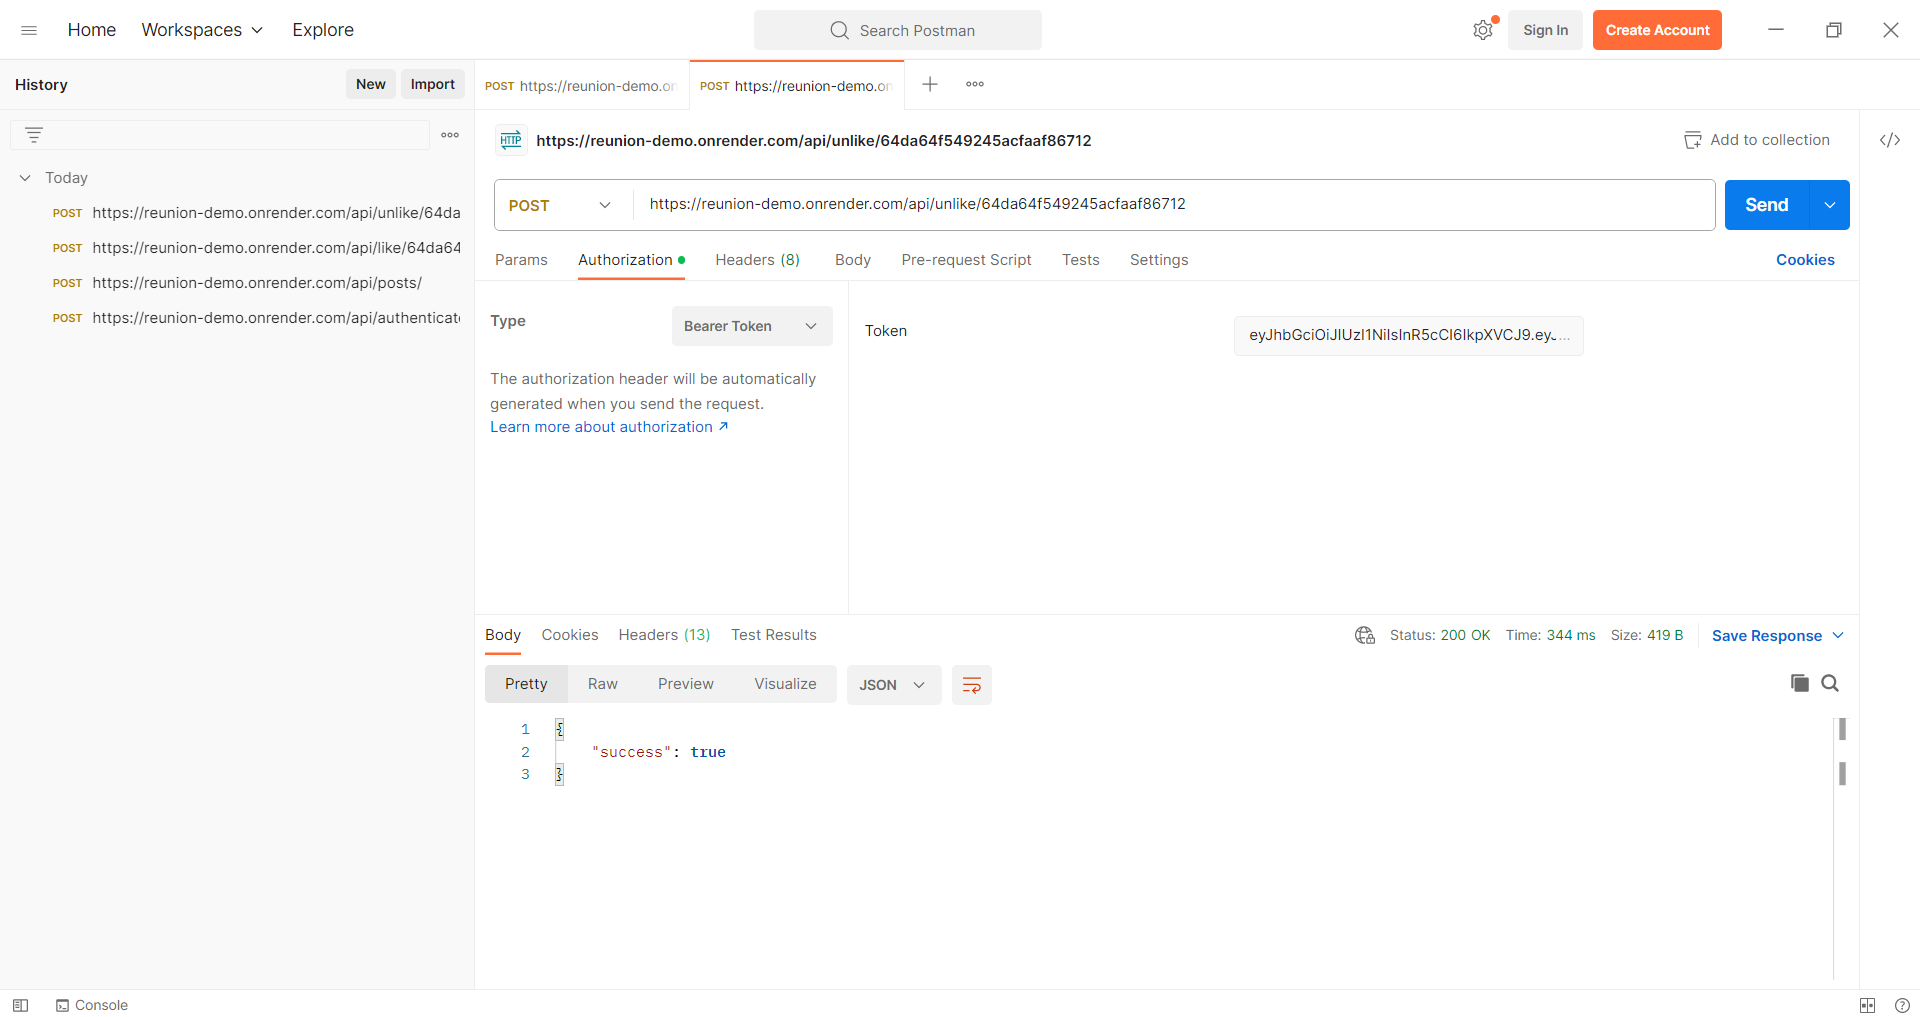 Home Workspaces Explore Search Postman Sign In Create Account
History New Import
POST https://reunion-demo.on POST https://reunion-demo.on
HTTP https://reunion-demo.onrender.com/api/unlike/64da64f549245acfaaf86712 Add to collection
Today
POST https://reunion-demo.onrender.com/api/unlike/64da
POST https://reunion-demo.onrender.com/api/like/64da64
POST https://reunion-demo.onrender.com/api/posts/
POST https://reunion-demo.onrender.com/api/authenticat
POST https://reunion-demo.onrender.com/api/unlike/64da64f549245acfaaf86712 Send
Params Authorization Headers (8) Body Pre-request Script Tests Settings Cookies
Type Bearer Token
The authorization header will be automatically
generated when you send the request.
Learn more about authorization ↗
Token eyJhbGciOiJIUzI1NiIsInR5cCI6IkpXVCJ9.eyJ...
Body Cookies Headers (13) Test Results Status: 200 OK Time: 344 ms Size: 419 B Save Response
Pretty Raw Preview Visualize JSON
1 {
2 "success": true
3 }
Console